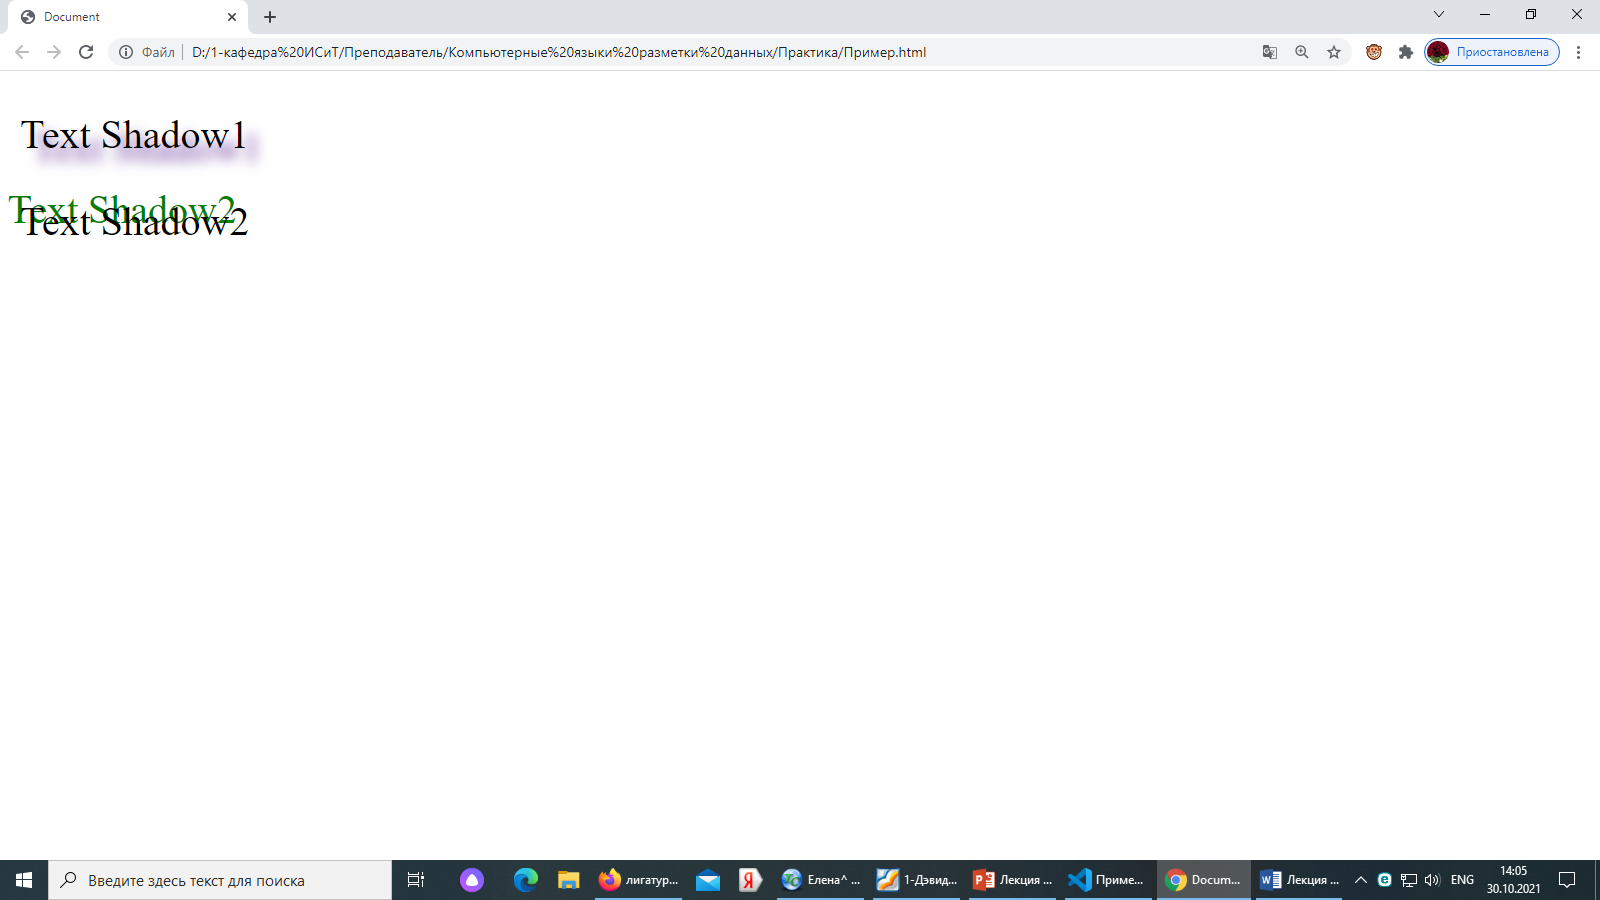 Document
Файл D:/1-кафедра%20ИСиТ/Преподаватель/Компьютерные%20языки%20разметки%20данных/Практика/Пример.html Приостановлена
Text Shadow1
Text Shadow1
Text Shadow2
Text Shadow2
Введите здесь текст для поиска лигатур... Елена^ ... 1-Дэвид... Лекция ... Приме... Docum... Лекция ... ENG 14:05
30.10.2021